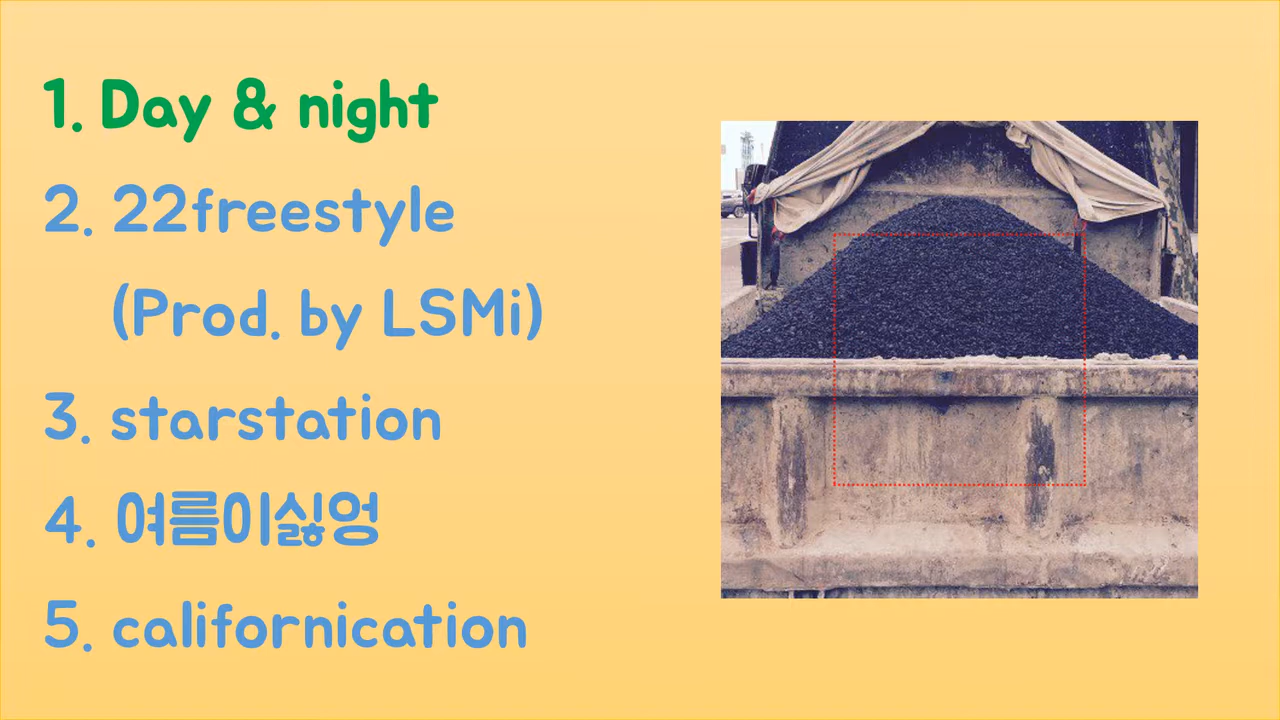 1. Day & night
2. 22freestyle
(Prod. by LSMi)
3. starstation
4. 여름이싫엉
5. californication